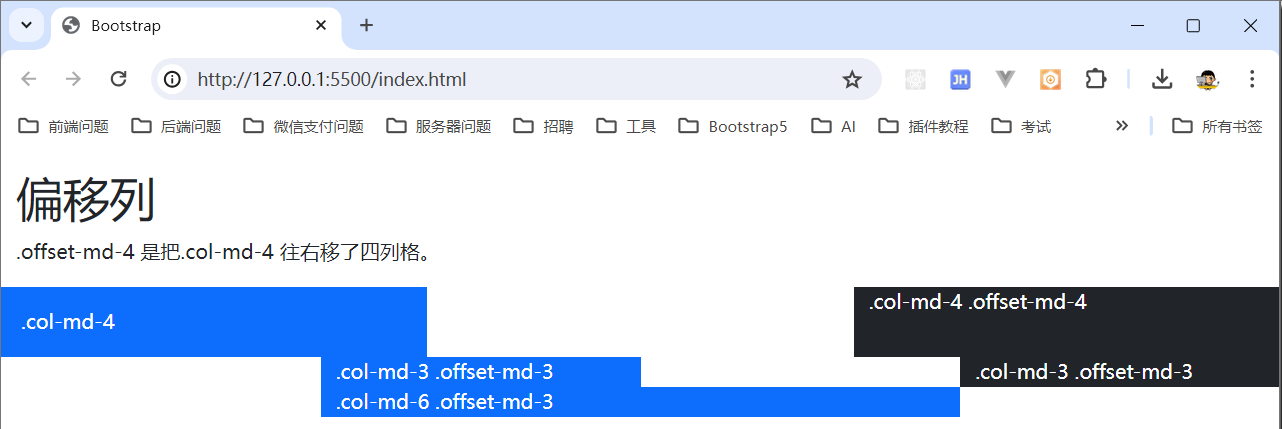 Bootstrap
http://127.0.0.1:5500/index.html
JH
前端问题 后端问题 微信支付问题 服务器问题 招聘 工具 Bootstrap5 AI 插件教程 考试 所有书签
偏移列
.offset-md-4 是把.col-md-4 往右移了四列格。
.col-md-4 .col-md-4 .offset-md-4
.col-md-3 .offset-md-3 .col-md-3 .offset-md-3
.col-md-6 .offset-md-3